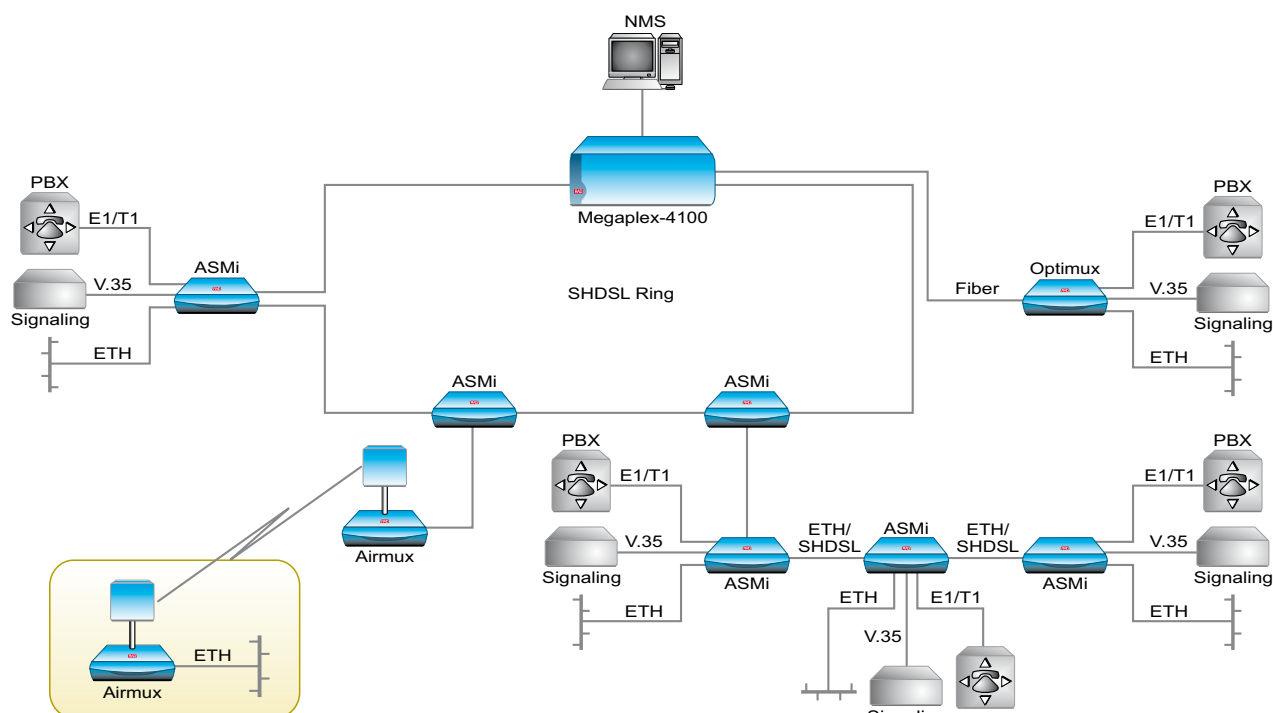 NMS
Megaplex-4100
PBX
E1/T1
ASMi
V.35
Signaling
ETH
SHDSL Ring
PBX
E1/T1
Optimux
Fiber
V.35
Signaling
ETH
ASMi
ASMi
Airmux
PBX
E1/T1
V.35
Signaling
ETH
ASMi
ETH/
SHDSL
ASMi
ETH/
SHDSL
ETH
V.35
E1/T1
PBX
E1/T1
V.35
Signaling
ASMi
ETH
ETH
Airmux